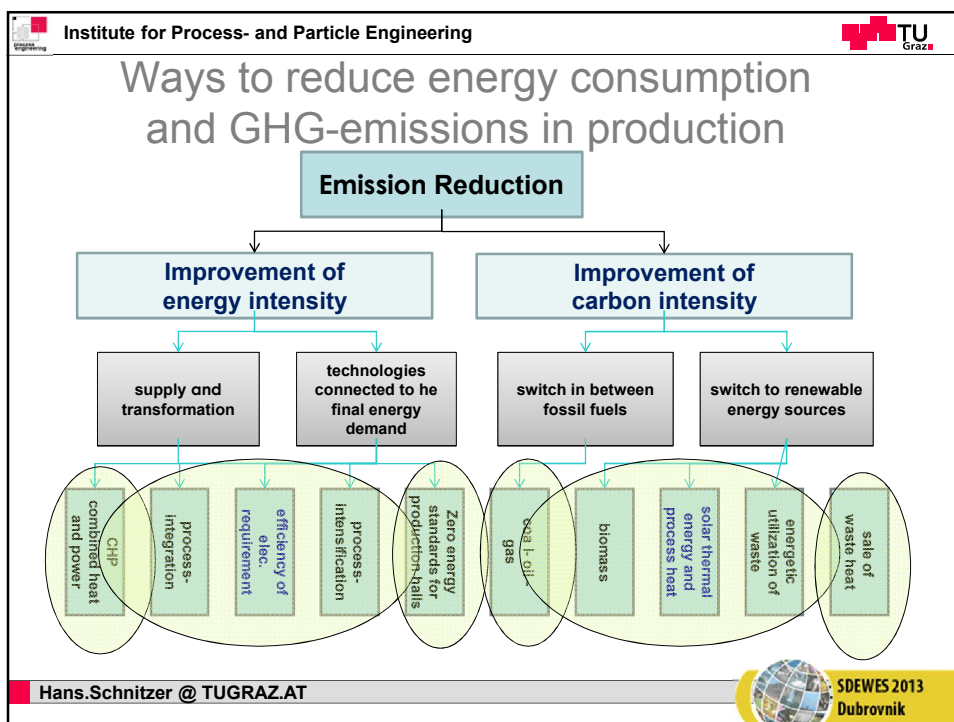 process
engineering
Institute for Process- and Particle Engineering
TU
Graz
Ways to reduce energy consumption
and GHG-emissions in production
Emission Reduction
Improvement of
energy intensity
Improvement of
carbon intensity
supply and
transformation
technologies
connected to he
final energy
demand
switch in between
fossil fuels
switch to renewable
energy sources
CHP
combined heat
and power
process-
integration
efficiency of
elec.
requirement
process-
intensification
Zero energy
standards for
production-halls
coa l- oil -
gas
biomass
solar thermal
energy and
process heat
energetic
utilization of
waste
sale of
waste heat
Hans.Schnitzer @ TUGRAZ.AT
SDEWES 2013
Dubrovnik